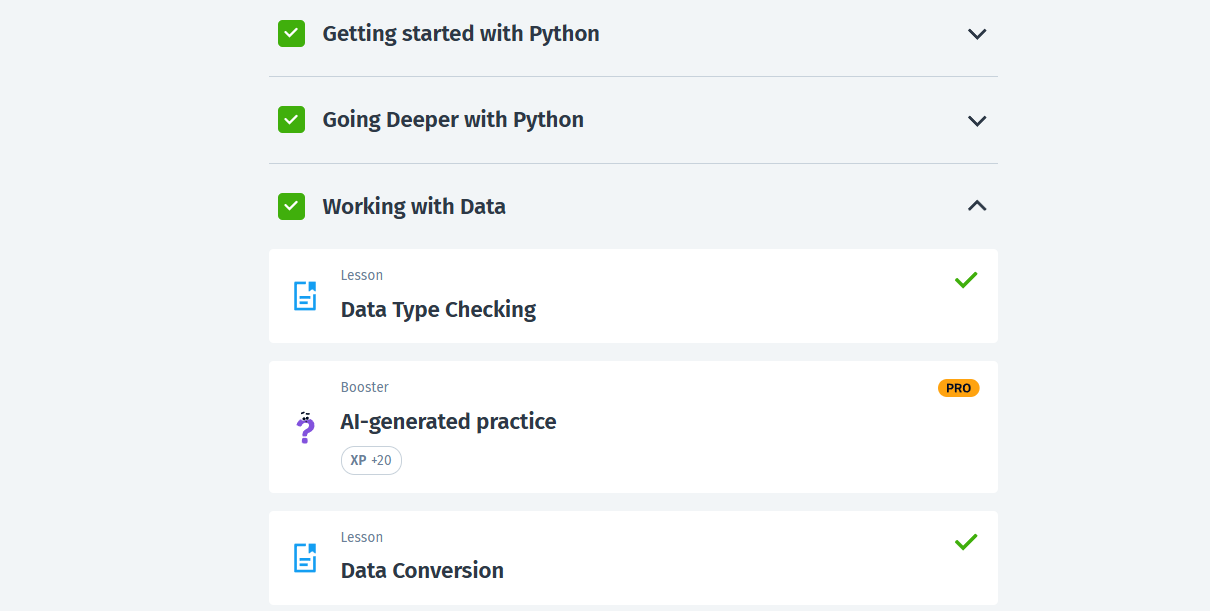 Getting started with Python
Going Deeper with Python
Working with Data
Lesson
Data Type Checking
Booster
PRO
AI-generated practice
XP +20
Lesson
Data Conversion